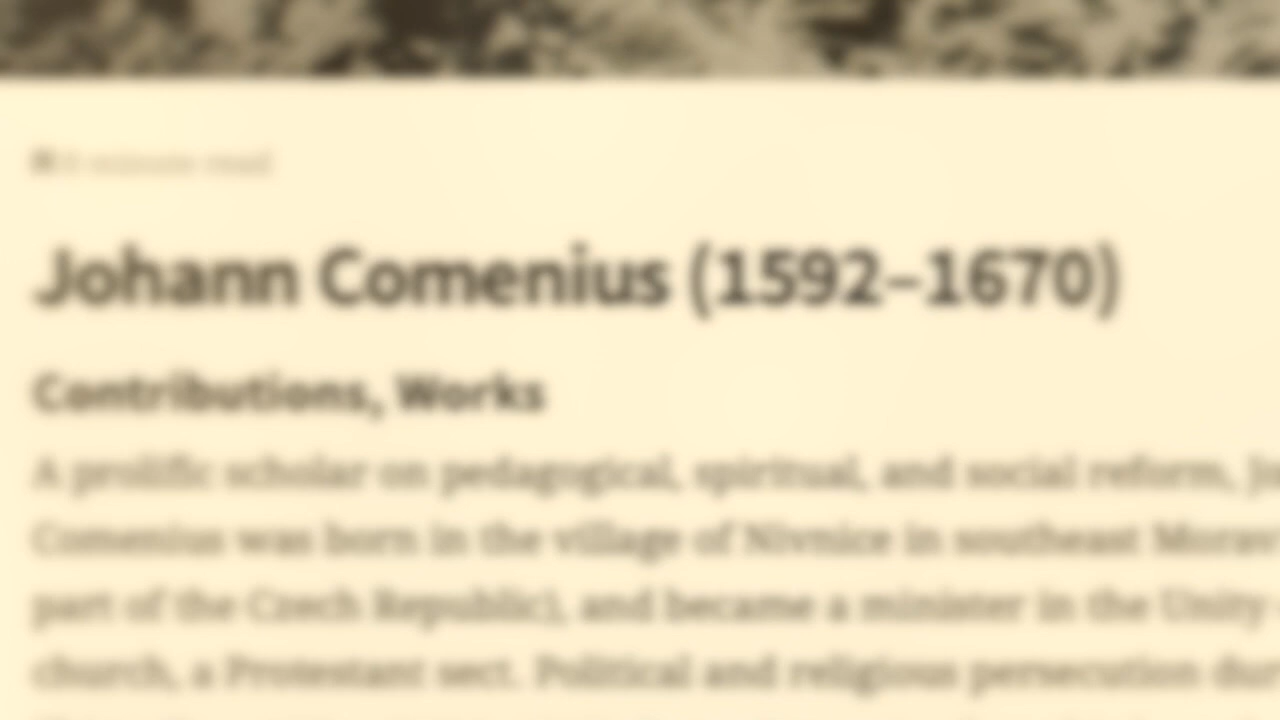 minute read
Johann Comenius (1592–1670)
Contributions, Works
A prolific scholar on pedagogical, spiritual, and social reform,
Comenius was born in the village of Nivnice in southeast
part of the Czech Republic), and became a minister in the Unity
church, a Protestant sect. Political and religious persecution